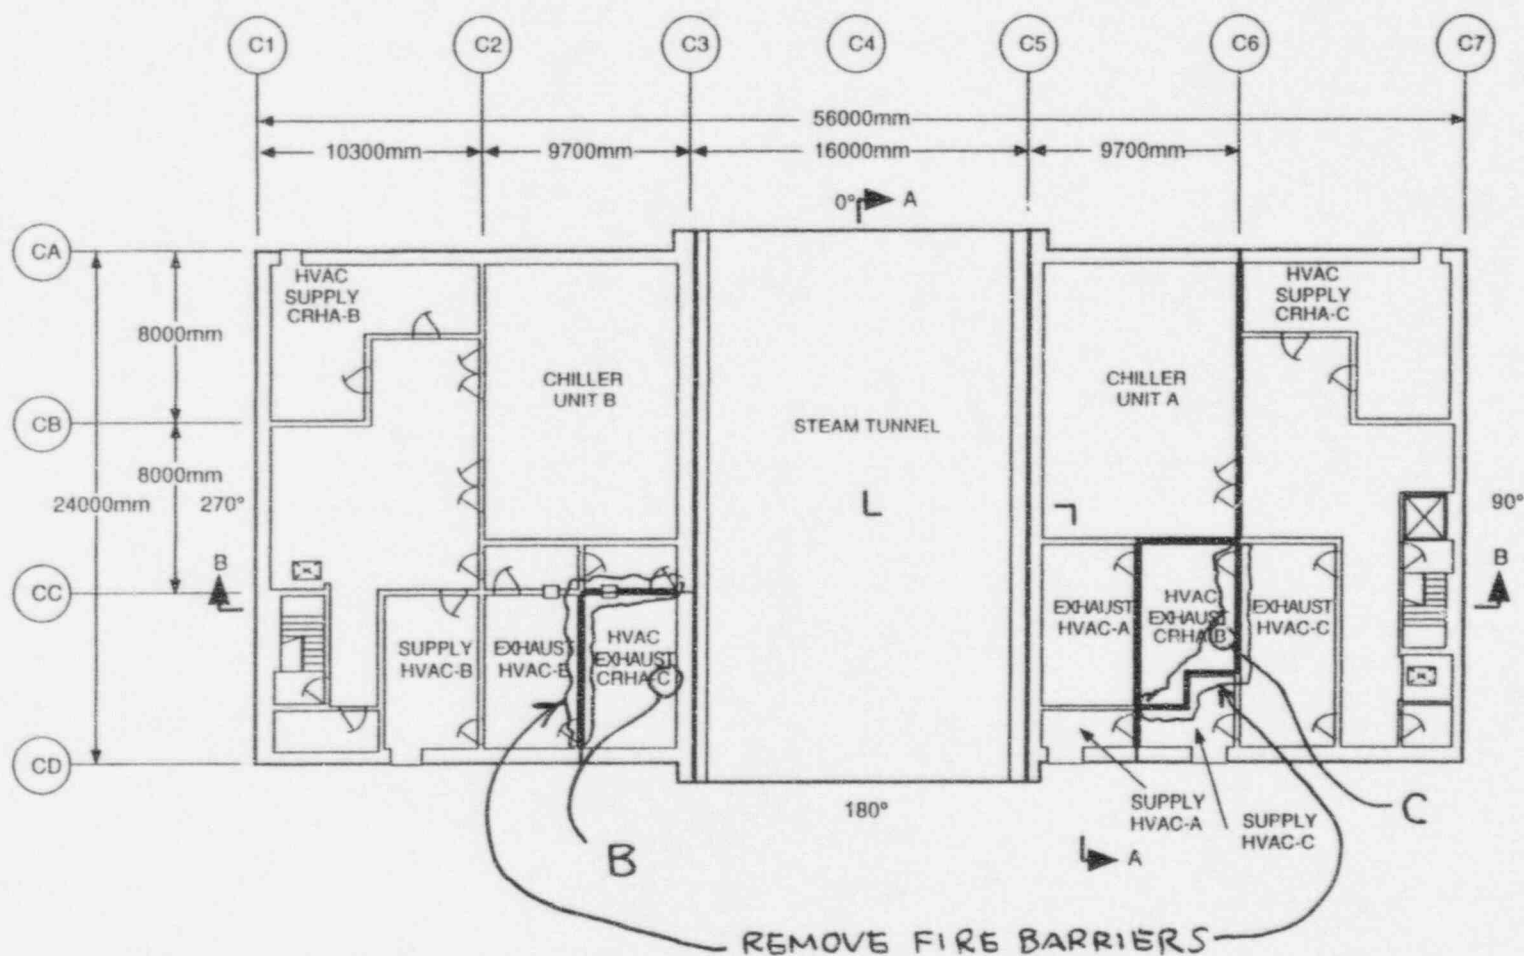 C1 C2 C3 C4 C5 C6 C7
56000mm
10300mm 9700mm 16000mm 9700mm
0° A
CA
HVAC
SUPPLY
CRHA-B
HVAC
SUPPLY
CRHA-C
8000mm
CHILLER
UNIT B
CHILLER
UNIT A
CB
STEAM TUNNEL
8000mm
24000mm
270°
90°
B
B
CC
SUPPLY
HVAC-B
EXHAUST
HVAC-B
HVAC
EXHAUST
CRHA-C
EXHAUST
HVAC-A
HVAC
EXHAUST
CRHA-B
EXHAUST
HVAC-C
CD
180°
SUPPLY
HVAC-A
SUPPLY
HVAC-C
A
B
C
REMOVE FIRE BARRIERS